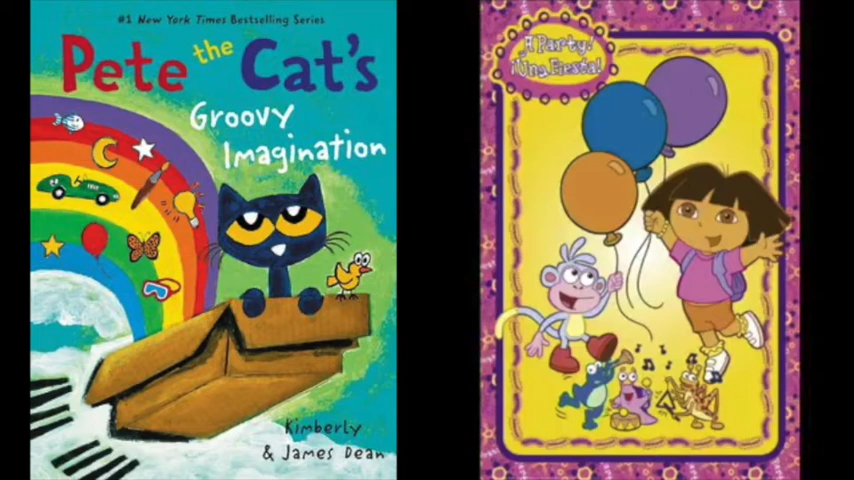 #1 New York Times Bestselling Series
Pete the Cat's
Groovy
Imagination
Kimberly
& James Dean
A Party!
¡Una Fiesta!